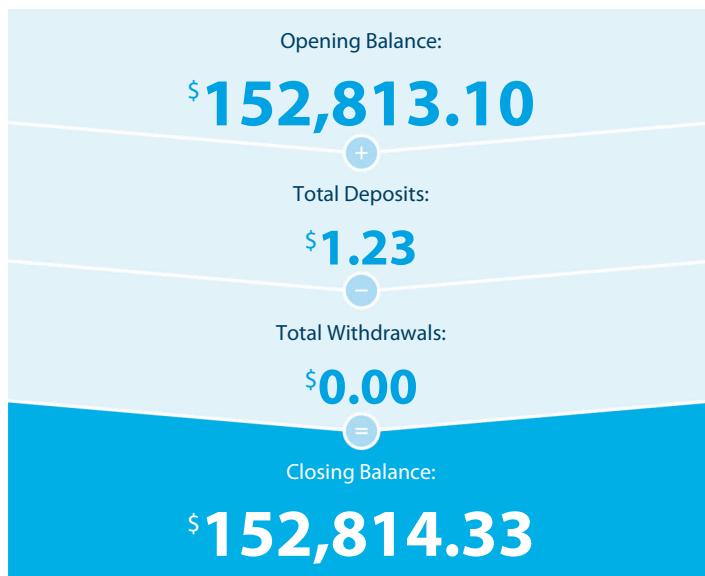 Opening Balance:
$152,813.10
+
Total Deposits:
$1.23
−
Total Withdrawals:
$0.00
=
Closing Balance:
$152,814.33